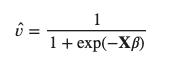 v̂ = 1 / (1 + exp(−Xβ))